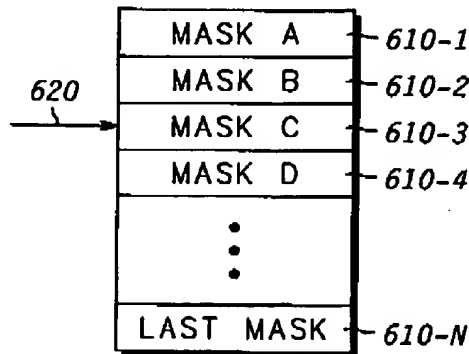 MASK A 610-1
MASK B 610-2
620
MASK C 610-3
MASK D 610-4
LAST MASK 610-N